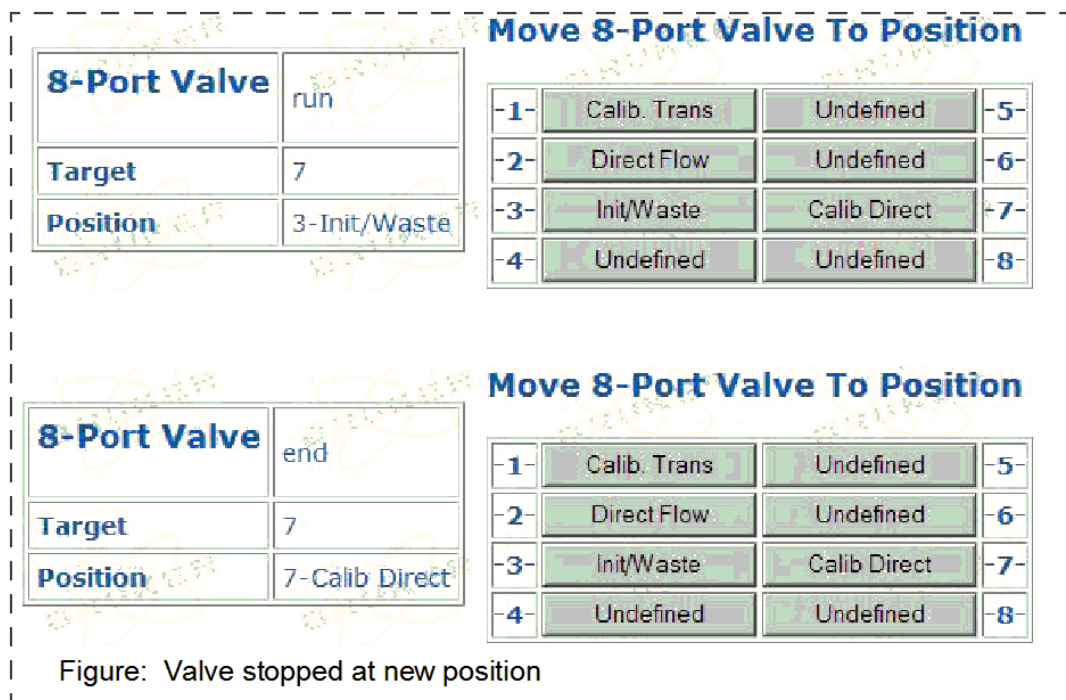 Move 8-Port Valve To Position
8-Port Valve run
Target 7
Position 3-Init/Waste
-1- Calib. Trans Undefined -5-
-2- Direct Flow Undefined -6-
-3- Init/Waste Calib Direct -7-
-4- Undefined Undefined -8-
Move 8-Port Valve To Position
8-Port Valve end
Target 7
Position 7-Calib Direct
-1- Calib. Trans Undefined -5-
-2- Direct Flow Undefined -6-
-3- Init/Waste Calib Direct -7-
-4- Undefined Undefined -8-
Figure: Valve stopped at new position